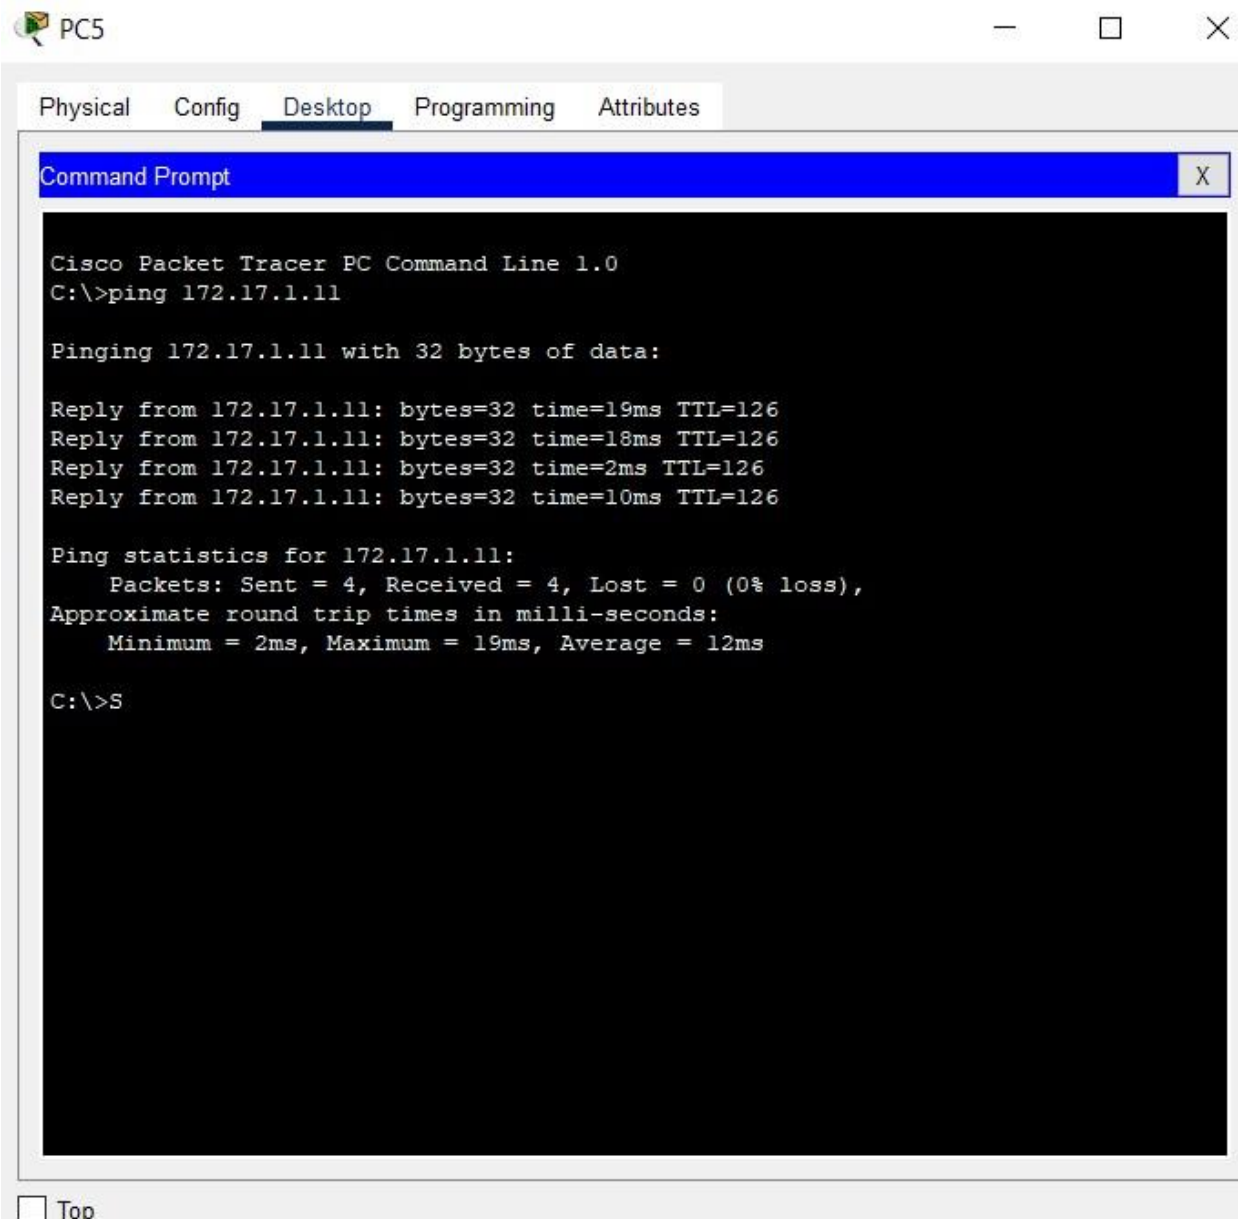 PC5
Physical Config Desktop Programming Attributes
Command Prompt X
Cisco Packet Tracer PC Command Line 1.0
C:\>ping 172.17.1.11
Pinging 172.17.1.11 with 32 bytes of data:
Reply from 172.17.1.11: bytes=32 time=19ms TTL=126
Reply from 172.17.1.11: bytes=32 time=18ms TTL=126
Reply from 172.17.1.11: bytes=32 time=2ms TTL=126
Reply from 172.17.1.11: bytes=32 time=10ms TTL=126
Ping statistics for 172.17.1.11:
Packets: Sent = 4, Received = 4, Lost = 0 (0% loss),
Approximate round trip times in milli-seconds:
Minimum = 2ms, Maximum = 19ms, Average = 12ms
C:\>S
Top